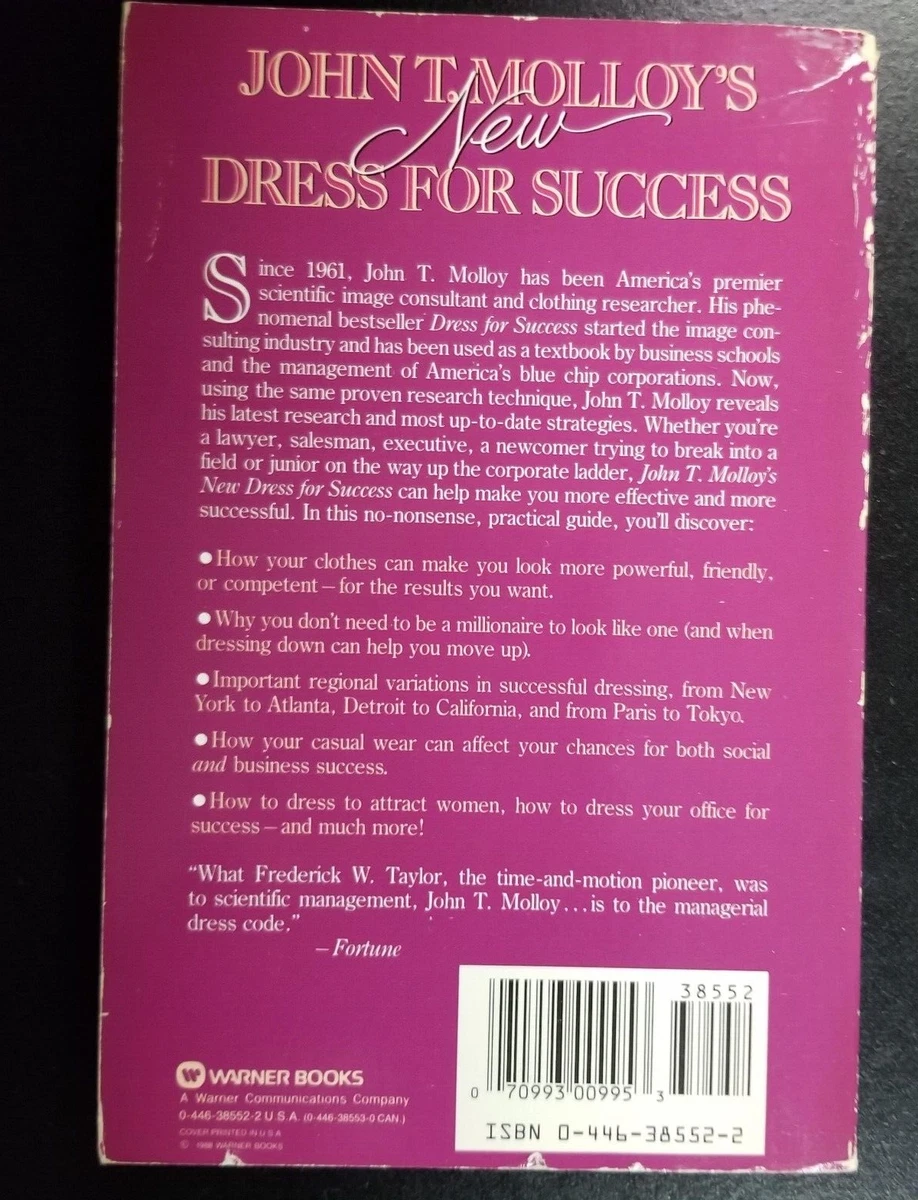 JOHN T. MOLLOY'S
New
DRESS FOR SUCCESS
Since 1961, John T. Molloy has been America's premier
scientific image consultant and clothing researcher. His phe-
nomenal bestseller Dress for Success started the image con-
sulting industry and has been used as a textbook by business schools
and the management of America's blue chip corporations. Now,
using the same proven research technique, John T. Molloy reveals
his latest research and most up-to-date strategies. Whether you're
a lawyer, salesman, executive, a newcomer trying to break into a
field or junior on the way up the corporate ladder, John T. Molloy's
New Dress for Success can help make you more effective and more
successful. In this no-nonsense, practical guide, you'll discover:
● How your clothes can make you look more powerful, friendly,
or competent – for the results you want.
● Why you don't need to be a millionaire to look like one (and when
dressing down can help you move up).
● Important regional variations in successful dressing, from New
York to Atlanta, Detroit to California, and from Paris to Tokyo.
● How your casual wear can affect your chances for both social
and business success.
● How to dress to attract women, how to dress your office for
success – and much more!
“What Frederick W. Taylor, the time-and-motion pioneer, was
to scientific management, John T. Molloy...is to the managerial
dress code.”
– Fortune
38552
0 70993 00995 3
ISBN 0-446-38552-2
W WARNER BOOKS
A Warner Communications Company
0-446-38552-2 U.S.A. (0-446-38553-0 CAN.)
COVER PRINTED IN U S A
© 1988 WARNER BOOKS